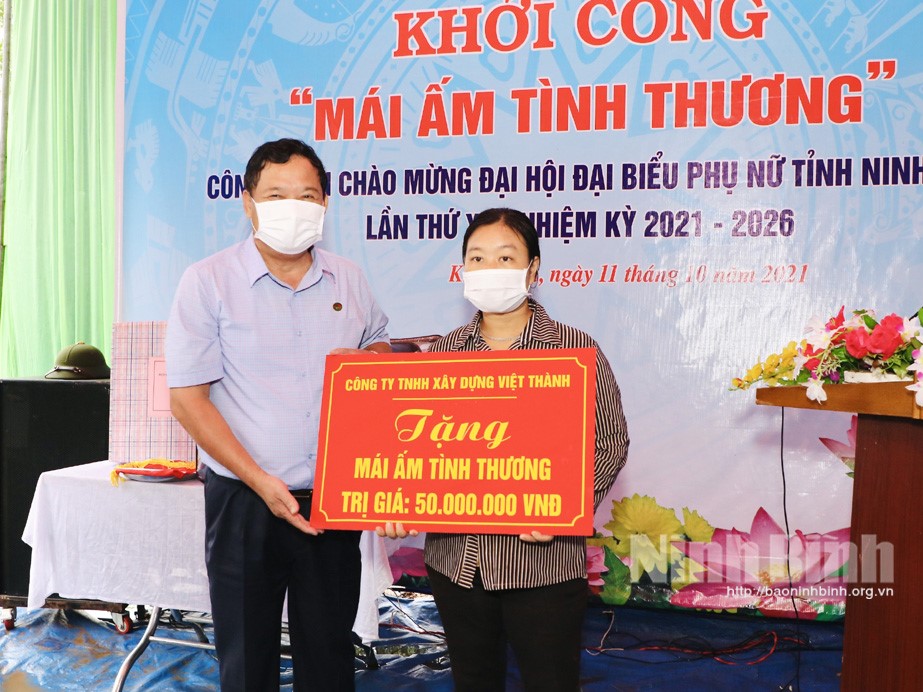 KHỞI CÔNG
“MÁI ẤM TÌNH THƯƠNG”
CHÀO MỪNG ĐẠI HỘI ĐẠI BIỂU PHỤ NỮ TỈNH NINH
LẦN THỨ NHIỆM KỲ 2021 - 2026
ngày 11 tháng 10 năm 2021
CÔNG TY TNHH XÂY DỰNG VIỆT THÀNH
Tặng
MÁI ẤM TÌNH THƯƠNG
TRỊ GIÁ: 50.000.000 VNĐ
Ninh Bình
http://baoninhbinh.org.vn